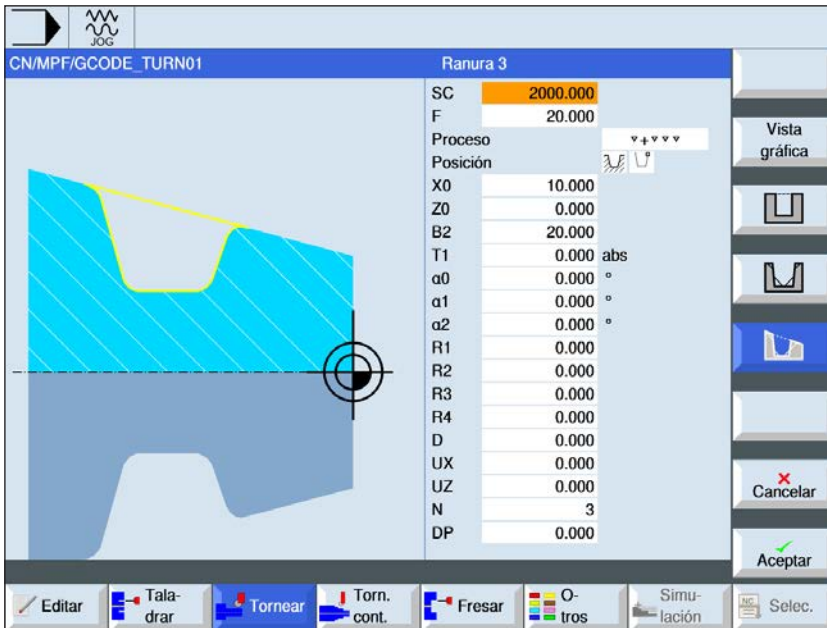 JOG
CN/MPF/GCODE_TURN01
Ranura 3
SC 2000.000
F 20.000
Proceso
Posición
X0 10.000
Z0 0.000
B2 20.000
T1 0.000 abs
α0 0.000 °
α1 0.000 °
α2 0.000 °
R1 0.000
R2 0.000
R3 0.000
R4 0.000
D 0.000
UX 0.000
UZ 0.000
N 3
DP 0.000
Vista
gráfica
Cancelar
Aceptar
Editar
Tala-
drar
Tornear
Torn.
cont.
Fresar
O-
tros
Simu-
lación
NC
Selec.